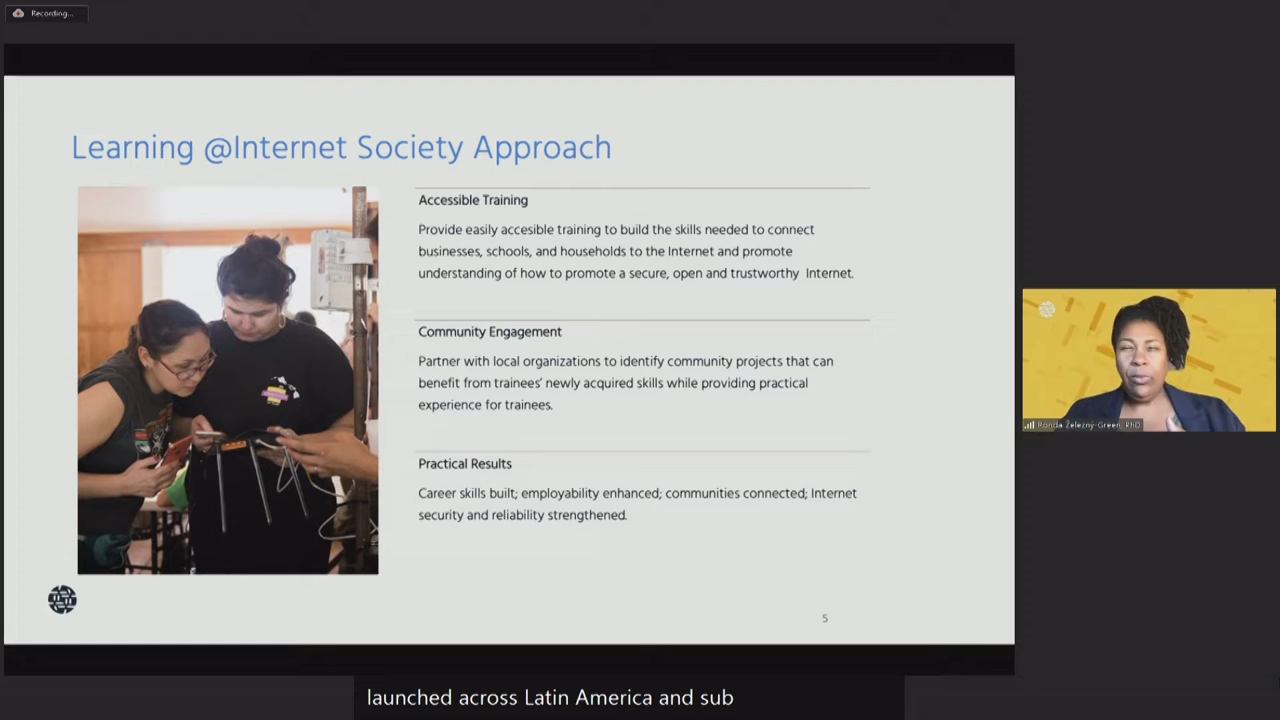 Recording...
Learning @Internet Society Approach
Accessible Training
Provide easily accesible training to build the skills needed to connect
businesses, schools, and households to the Internet and promote
understanding of how to promote a secure, open and trustworthy Internet.
Community Engagement
Partner with local organizations to identify community projects that can
benefit from trainees' newly acquired skills while providing practical
experience for trainees.
Practical Results
Career skills built; employability enhanced; communities connected; Internet
security and reliability strengthened.
5
Ronda Železný-Green, PhD
launched across Latin America and sub